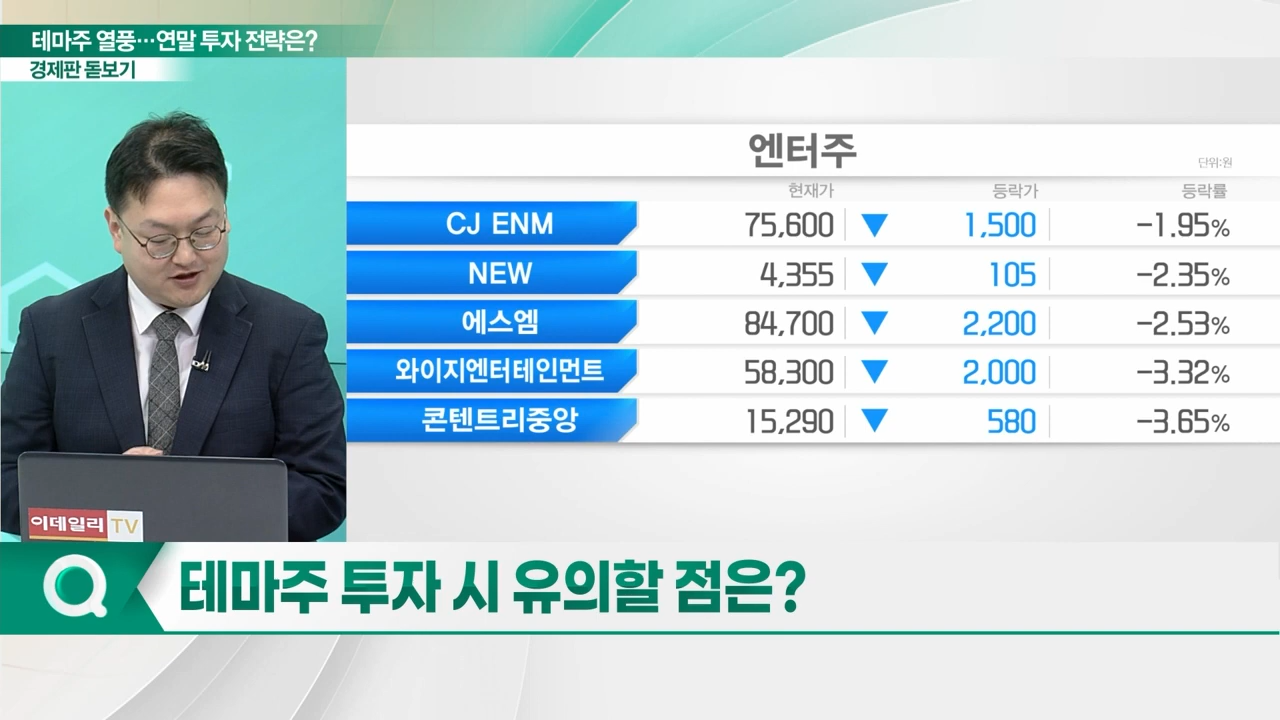 테마주 열풍…연말 투자 전략은?
경제판 돋보기
엔터주
단위:원
현재가 등락가 등락률
CJ ENM 75,600 ▼ 1,500 -1.95%
NEW 4,355 ▼ 105 -2.35%
에스엠 84,700 ▼ 2,200 -2.53%
와이지엔터테인먼트 58,300 ▼ 2,000 -3.32%
콘텐트리중앙 15,290 ▼ 580 -3.65%
이데일리 TV
테마주 투자 시 유의할 점은?